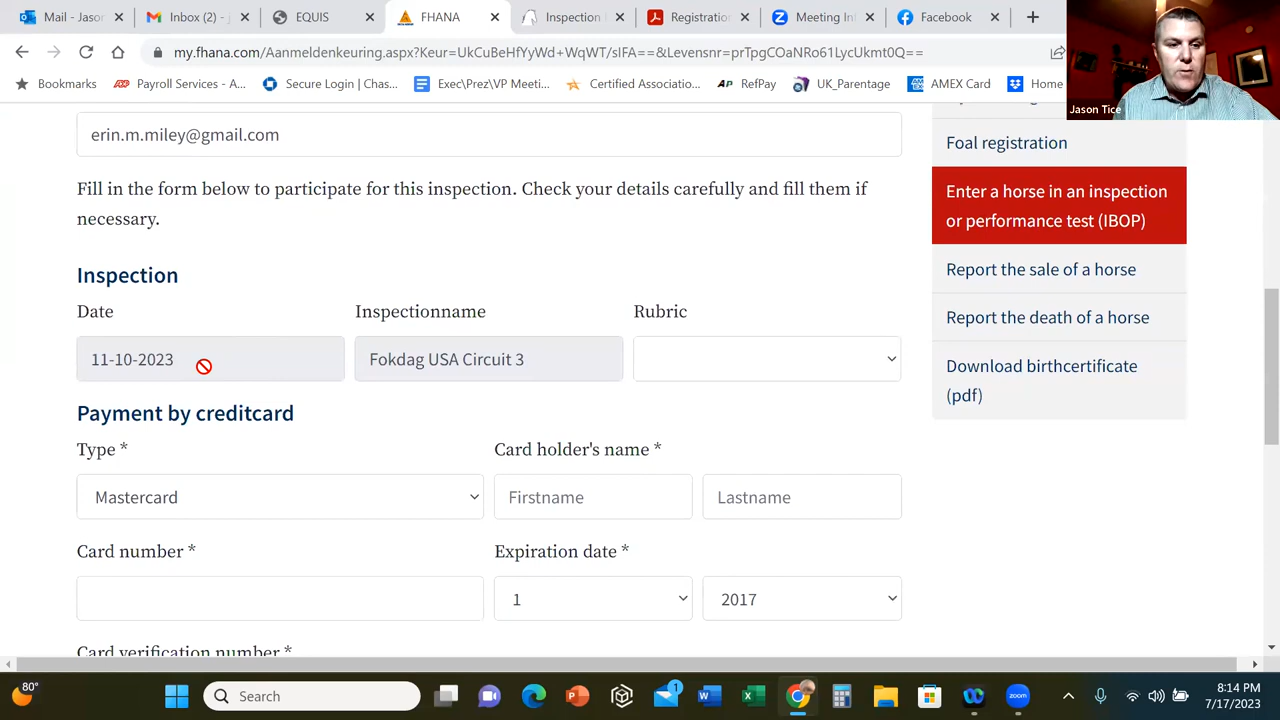 Mail - Jason
Inbox (2) -
EQUIS
FHANA
Inspection
Registration
Meeting
Facebook
my.fhana.com/Aanmeldenkeuring.aspx?Keur=UkCuBeHfYyWd+WqWT/sIFA==&Levensnr=prTpgCOaNRo61LycUkmt0Q==
Bookmarks
Payroll Services - A...
Secure Login | Chas...
Exec/Prez/VP Meeti...
Certified Associatio...
RefPay
UK_Parentage
AMEX Card
Home
Jason Tice
erin.m.miley@gmail.com
Fill in the form below to participate for this inspection. Check your details carefully and fill them if
necessary.
Inspection
Date
Inspectionname
Rubric
11-10-2023
Fokdag USA Circuit 3
Payment by creditcard
Type *
Card holder's name *
Mastercard
Firstname
Lastname
Card number *
Expiration date *
1
2017
Card verification number *
Foal registration
Enter a horse in an inspection
or performance test (IBOP)
Report the sale of a horse
Report the death of a horse
Download birthcertificate
(pdf)
80°
Search
1
zoom
8:14 PM
7/17/2023